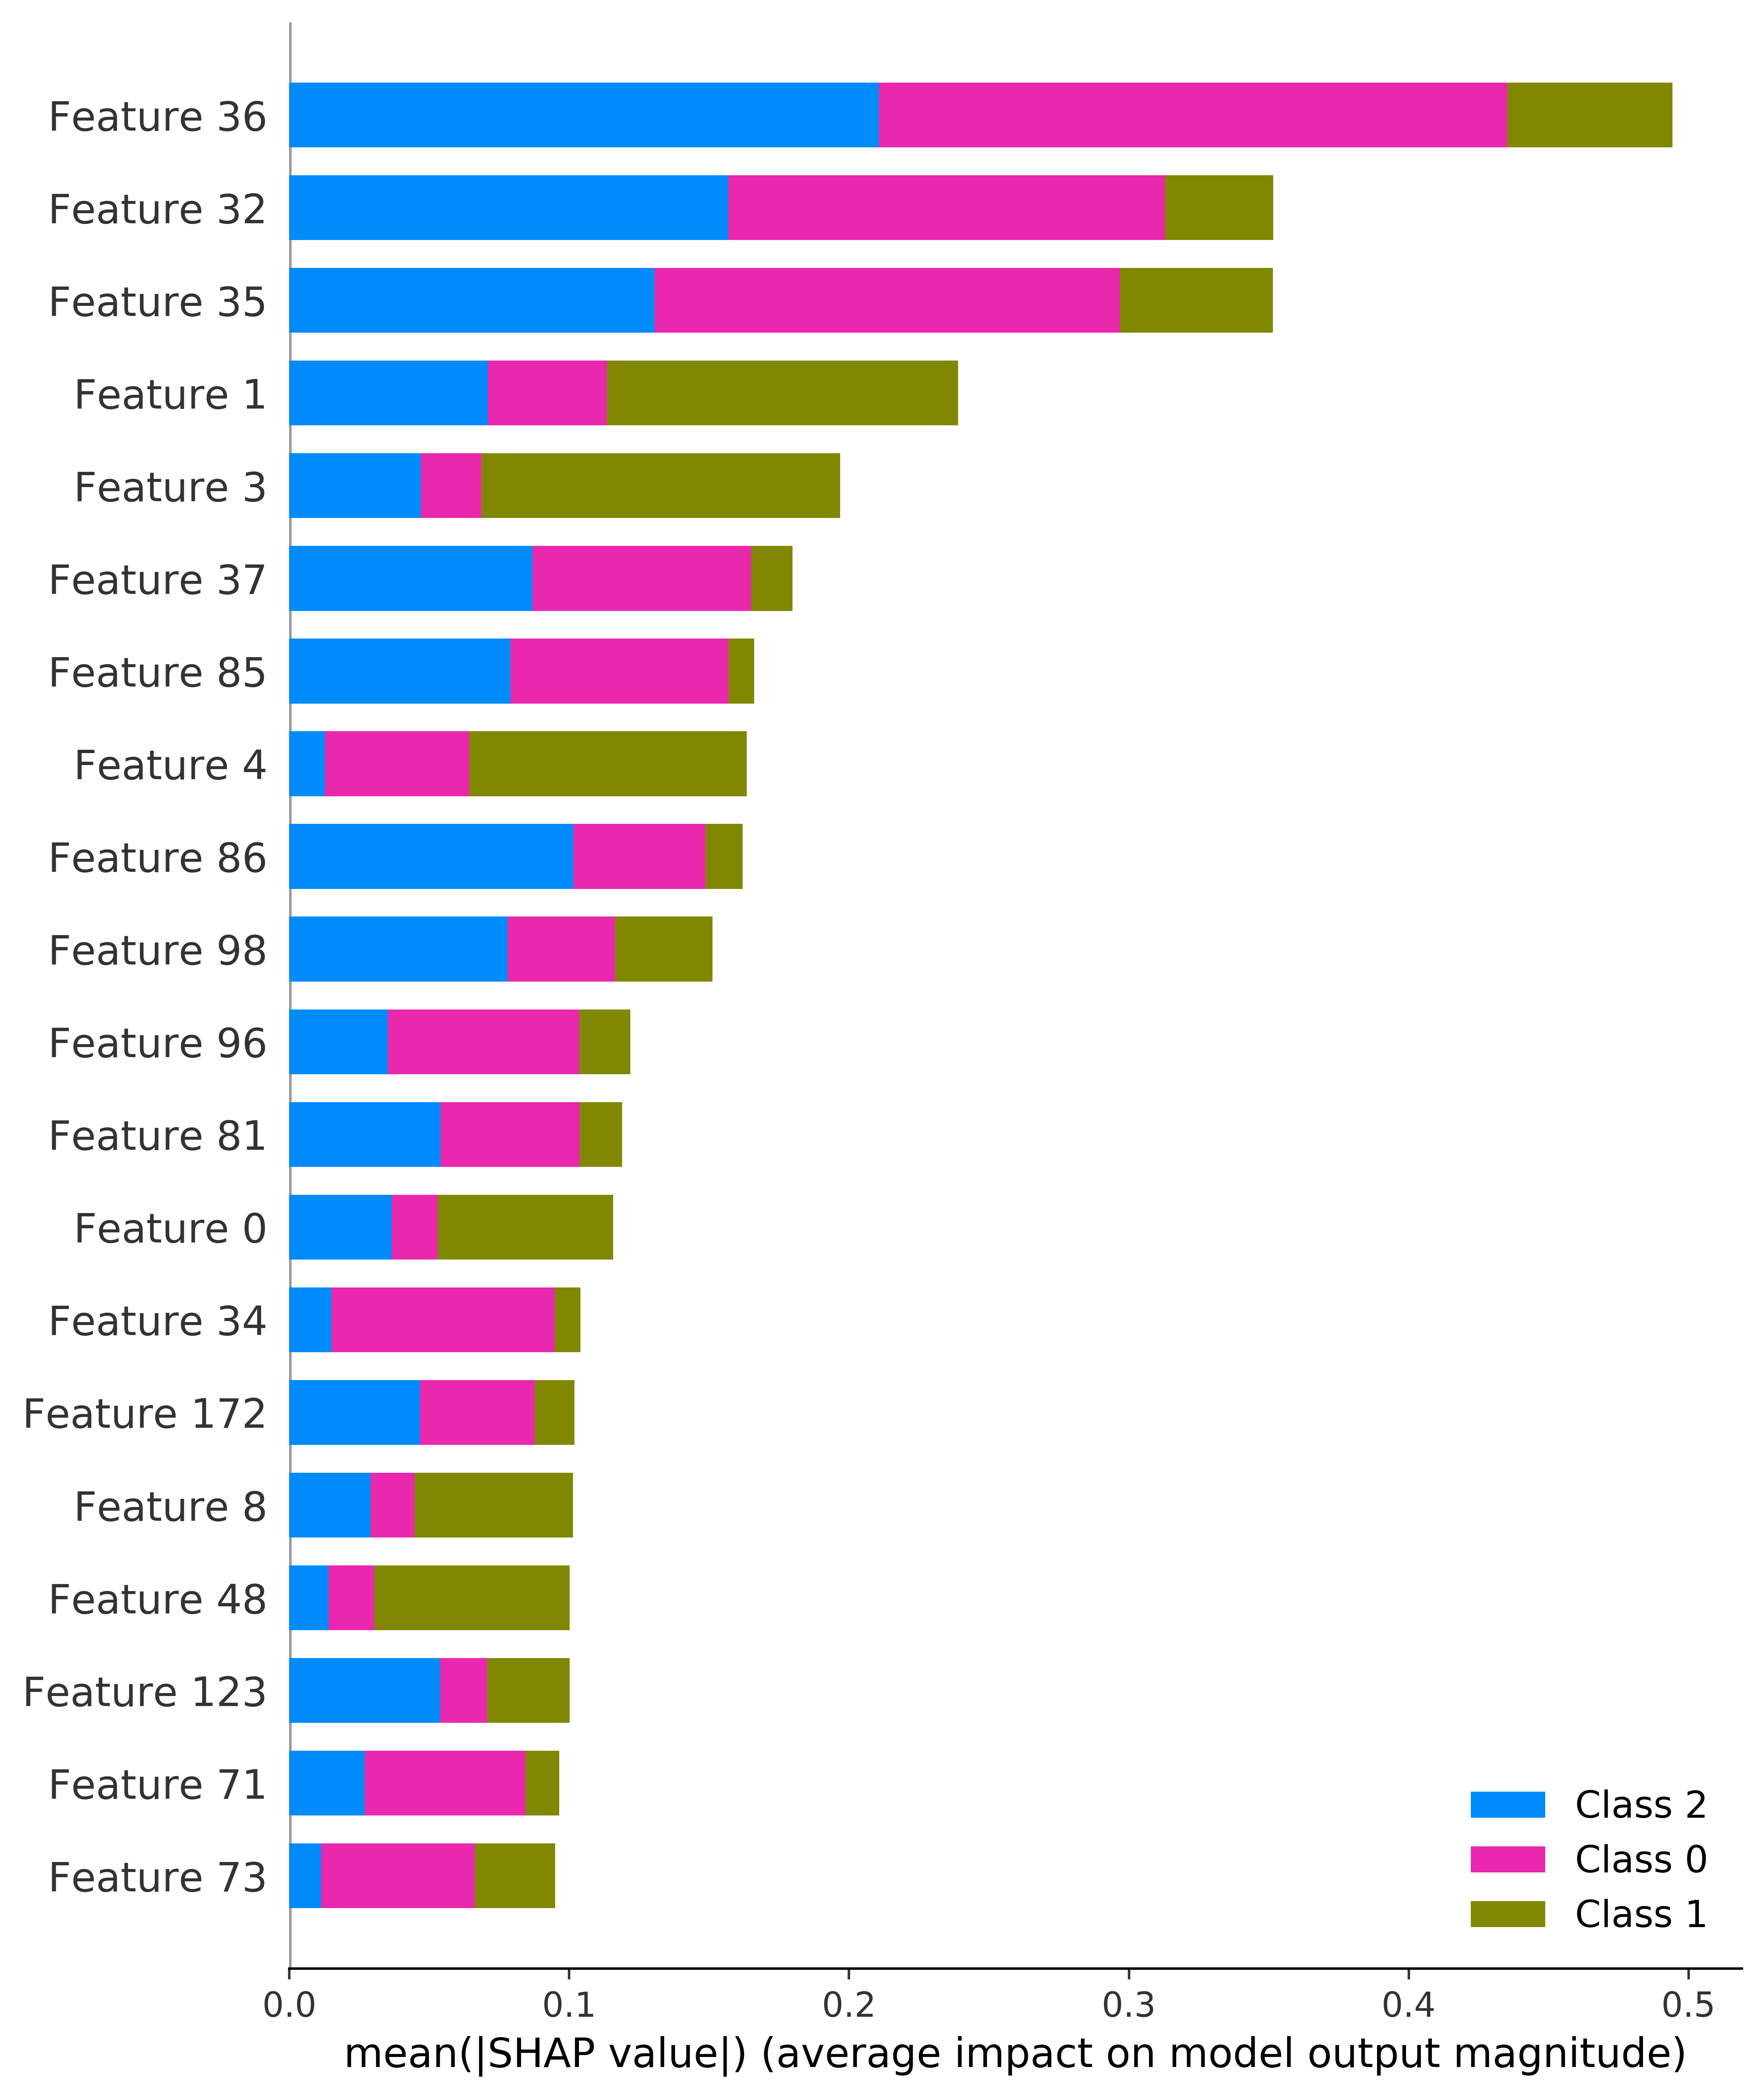 Feature 36
Feature 32
Feature 35
Feature 1
Feature 3
Feature 37
Feature 85
Feature 4
Feature 86
Feature 98
Feature 96
Feature 81
Feature 0
Feature 34
Feature 172
Feature 8
Feature 48
Feature 123
Feature 71
Feature 73
Class 2
Class 0
Class 1
0.0 0.1 0.2 0.3 0.4 0.5
mean(|SHAP value|) (average impact on model output magnitude)